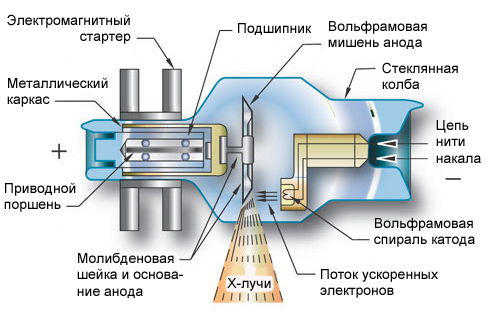 Электромагнитный
стартер
Подшипник
Вольфрамовая
мишень анода
Металлический
каркас
Стеклянная
колба
+
Цепь
нити
накала
−
Приводной
поршень
Молибденовая
шейка и основа-
ние анода
Х-лучи
Вольфрамовая
спираль катода
Поток ускоренных
электронов